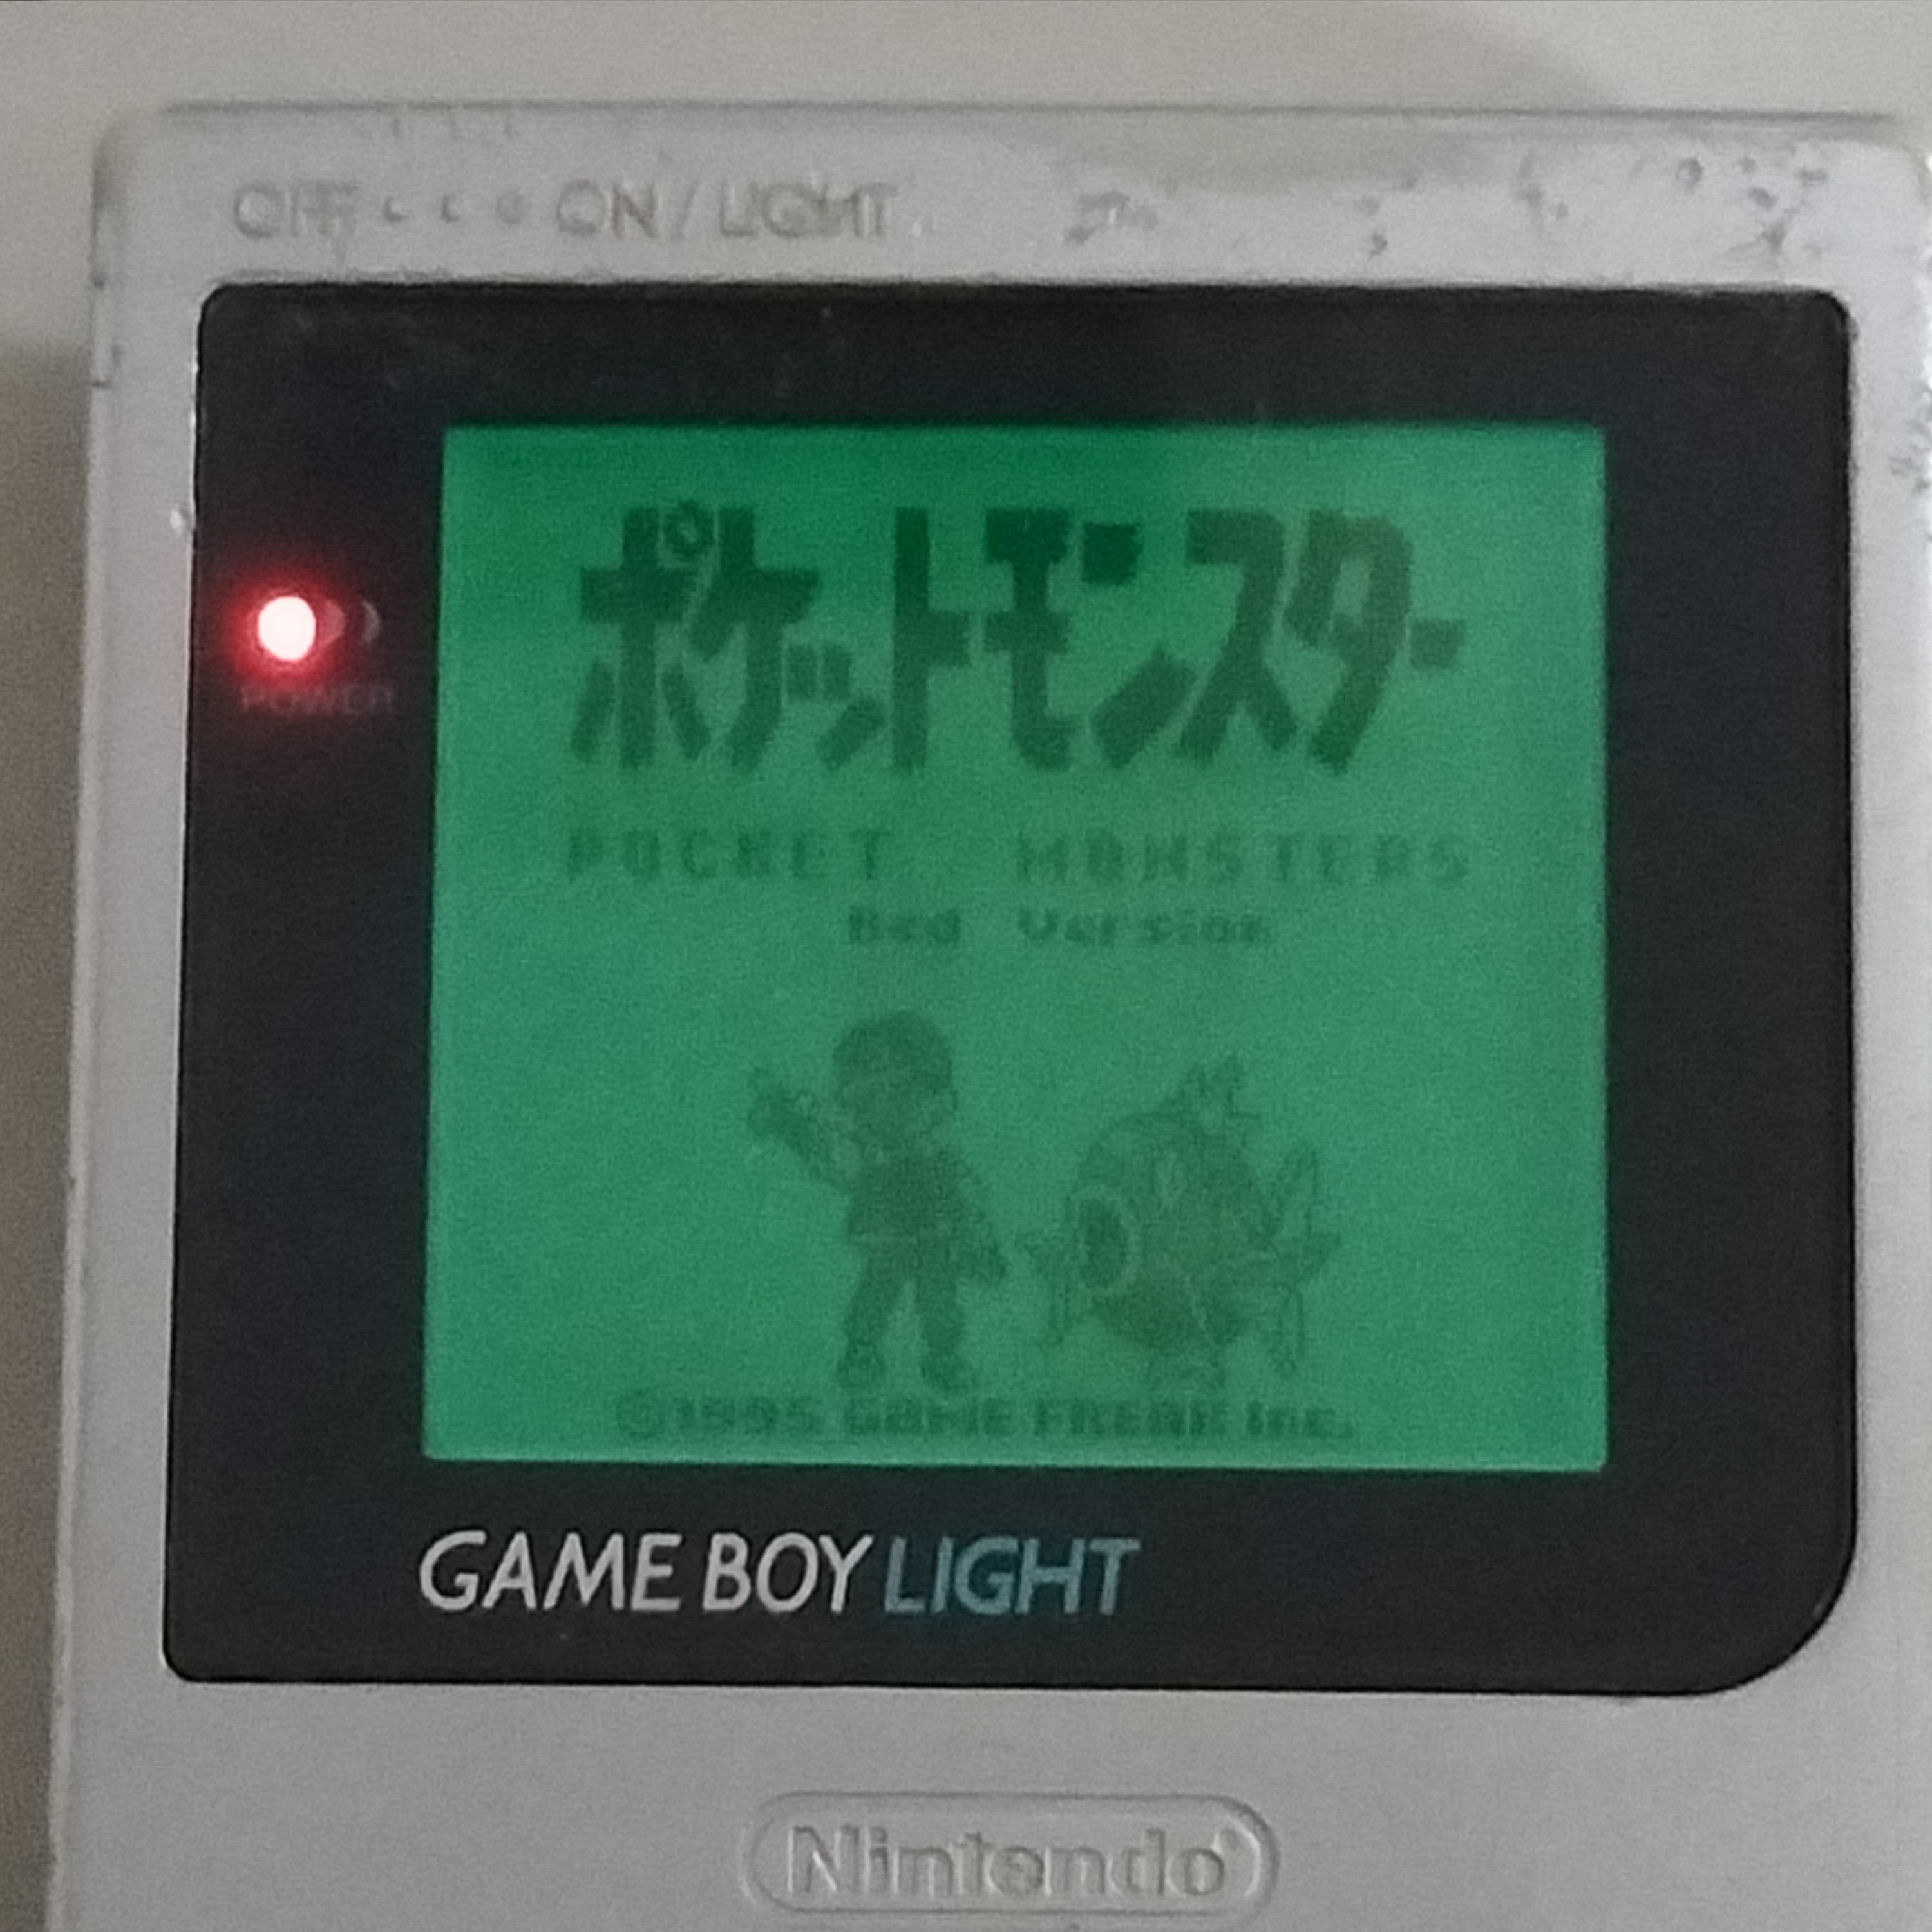 OFF ON / LIGHT
ポケットモンスター
POWER
POCKET MONSTERS
Red Version
©1995 GAME FREAK inc.
GAME BOY LIGHT
Nintendo